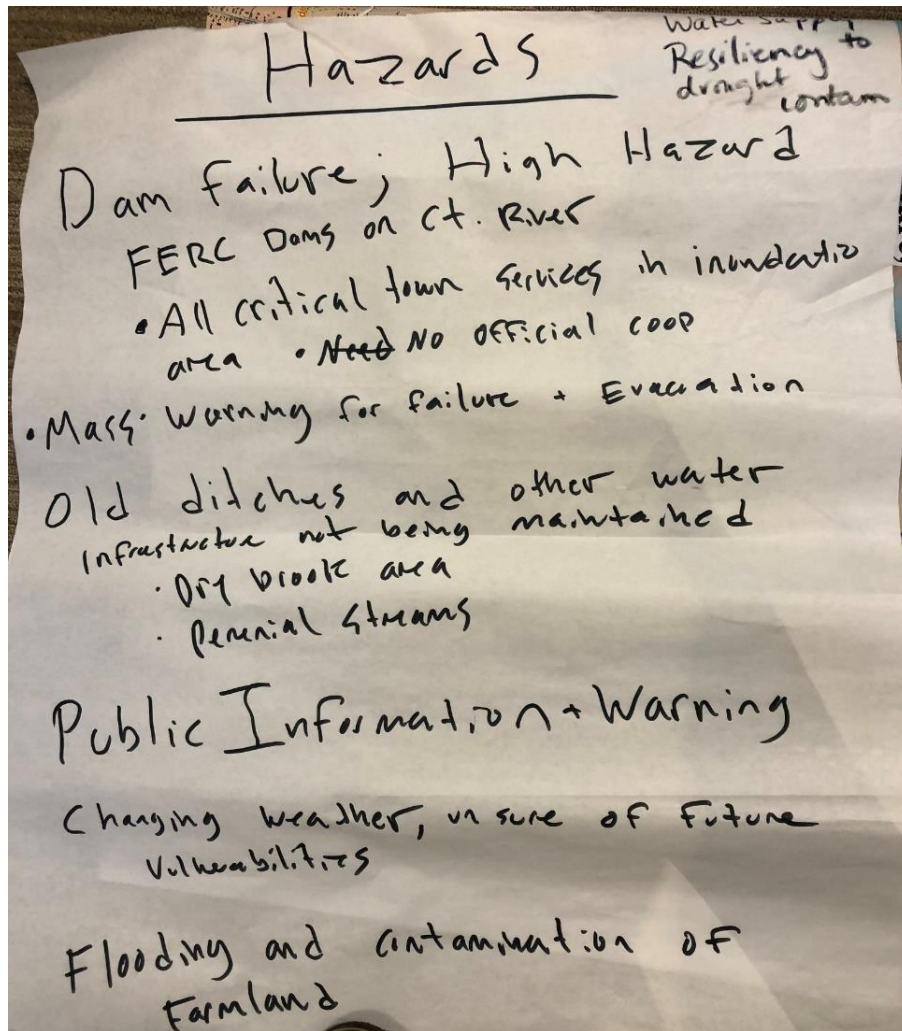 Hazards
Water supply
Resiliency to
drought
contam
Dam failure; High Hazard
FERC Dams on Ct. River
• All critical town services in inundatio
area • Need No official coop
• Mass. Warning for failure + Evacuation
Old ditches and other water
infrastructure not being maintained
• Dry brook area
• Perenial Streams
Public Information + Warning
Changing weather, unsure of future
Vulnerabilities
Flooding and contamination of
Farmland